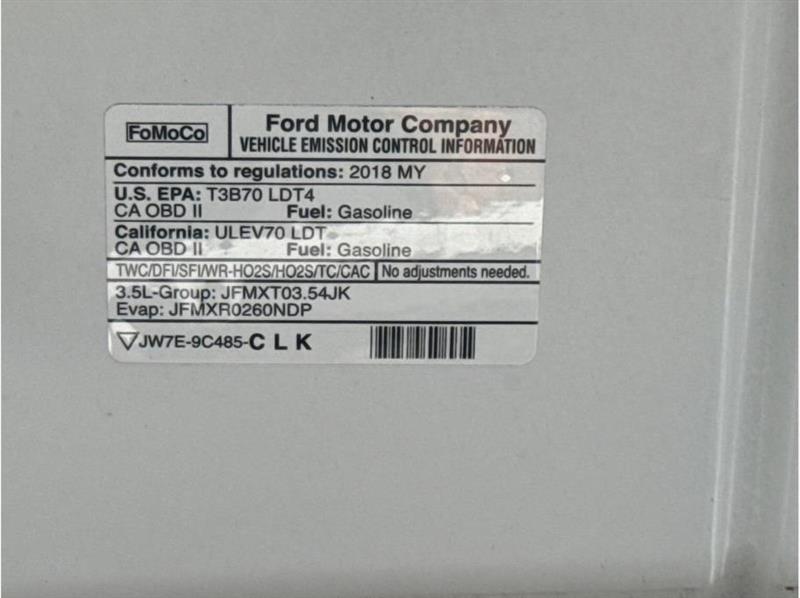 FoMoCo
Ford Motor Company
VEHICLE EMISSION CONTROL INFORMATION
Conforms to regulations: 2018 MY
U.S. EPA: T3B70 LDT4
CA OBD II Fuel: Gasoline
California: ULEV70 LDT
CA OBD II Fuel: Gasoline
TWC/DFI/SFI/WR-HO2S/HO2S/TC/CAC No adjustments needed.
3.5L-Group: JFMXT03.54JK
Evap: JFMXR0260NDP
JW7E-9C485-C L K